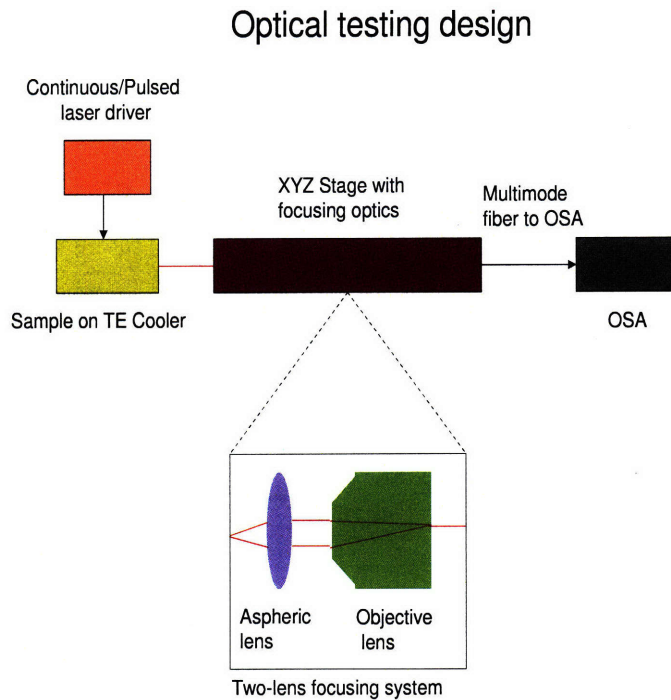 Optical testing design
Continuous/Pulsed
laser driver
XYZ Stage with
focusing optics
Multimode
fiber to OSA
Sample on TE Cooler
OSA
Aspheric
lens
Objective
lens
Two-lens focusing system